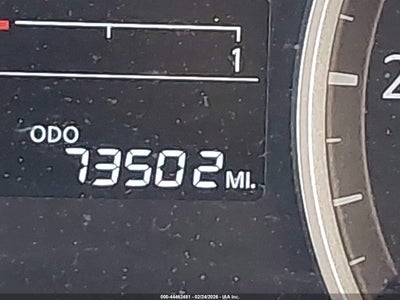 1
2
ODO
73502 MI.
000-44462481 - 02/24/2026 - IAA Inc.